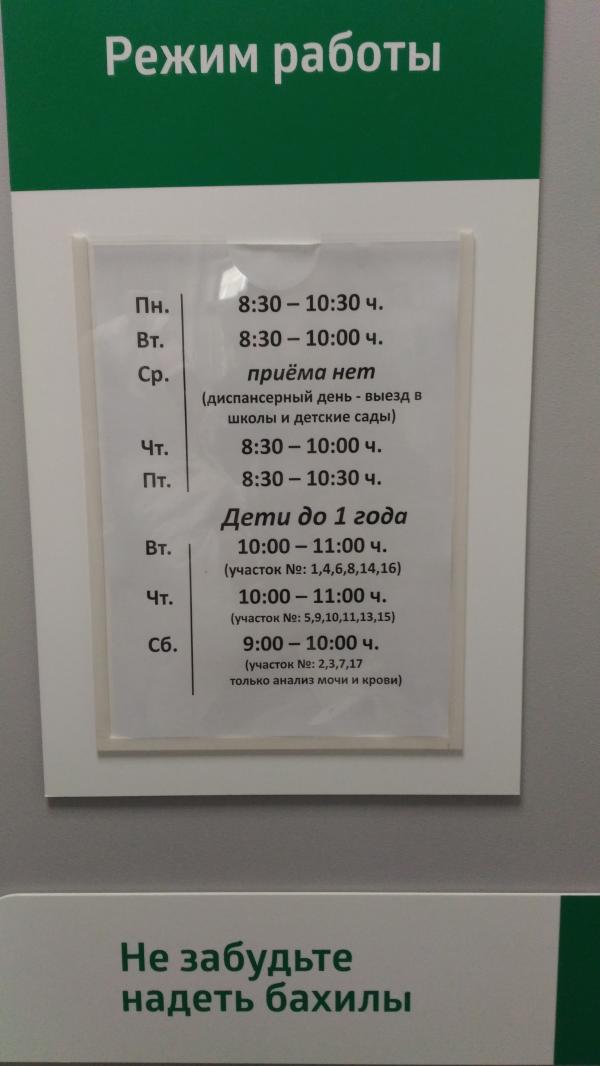 Режим работы
Пн. 8:30 – 10:30 ч.
Вт. 8:30 – 10:00 ч.
Ср. приёма нет
(диспансерный день - выезд в
школы и детские сады)
Чт. 8:30 – 10:00 ч.
Пт. 8:30 – 10:30 ч.
Дети до 1 года
Вт. 10:00 – 11:00 ч.
(участок №: 1,4,6,8,14,16)
Чт. 10:00 – 11:00 ч.
(участок №: 5,9,10,11,13,15)
Сб. 9:00 – 10:00 ч.
(участок №: 2,3,7,17
только анализ мочи и крови)
Не забудьте
надеть бахилы